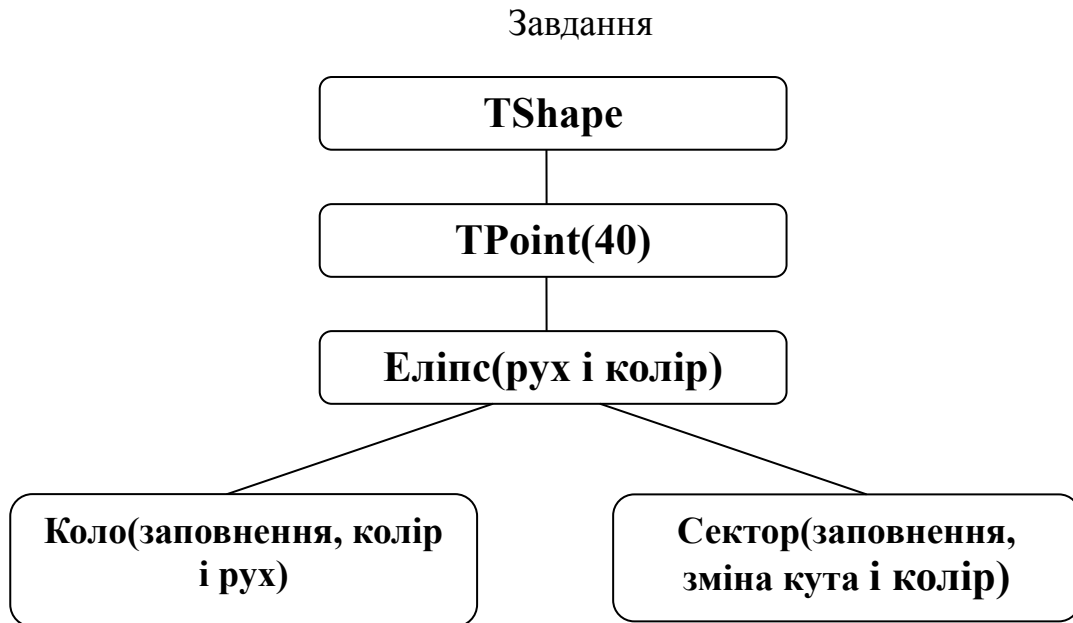 Завдання
TShape
TPoint(40)
Еліпс(рух і колір)
Коло(заповнення, колір
і рух)
Сектор(заповнення,
зміна кута і колір)